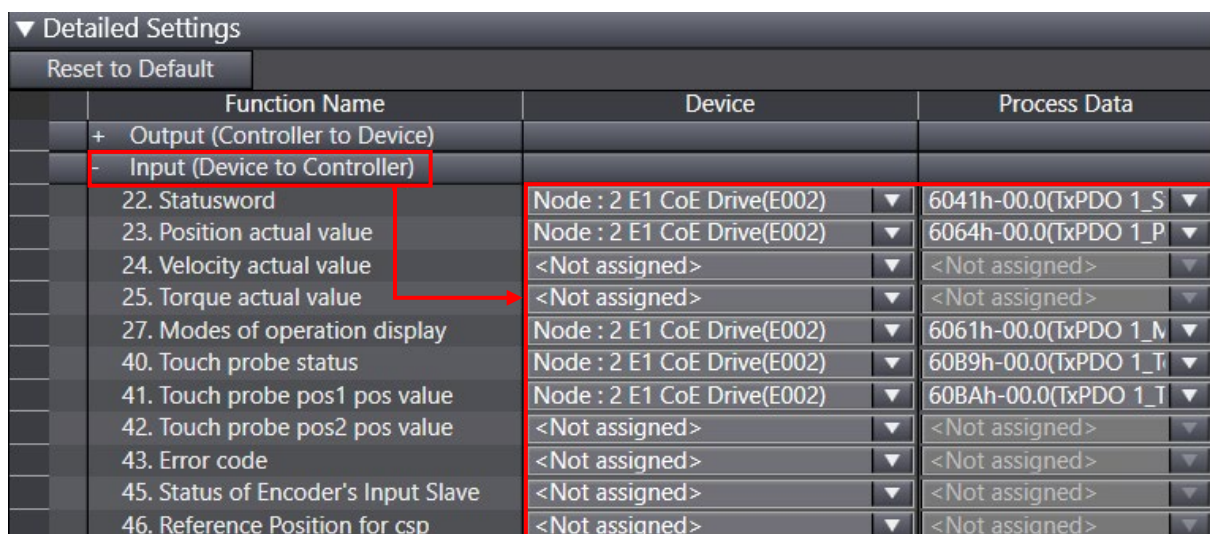 ▼ Detailed Settings
Reset to Default
Function Name Device Process Data
+ Output (Controller to Device)
- Input (Device to Controller)
22. Statusword Node : 2 E1 CoE Drive(E002) 6041h-00.0(TxPDO 1_S
23. Position actual value Node : 2 E1 CoE Drive(E002) 6064h-00.0(TxPDO 1_P
24. Velocity actual value <Not assigned> <Not assigned>
25. Torque actual value <Not assigned> <Not assigned>
27. Modes of operation display Node : 2 E1 CoE Drive(E002) 6061h-00.0(TxPDO 1_M
40. Touch probe status Node : 2 E1 CoE Drive(E002) 60B9h-00.0(TxPDO 1_T
41. Touch probe pos1 pos value Node : 2 E1 CoE Drive(E002) 60BAh-00.0(TxPDO 1_T
42. Touch probe pos2 pos value <Not assigned> <Not assigned>
43. Error code <Not assigned> <Not assigned>
45. Status of Encoder's Input Slave <Not assigned> <Not assigned>
46. Reference Position for csp <Not assigned> <Not assigned>